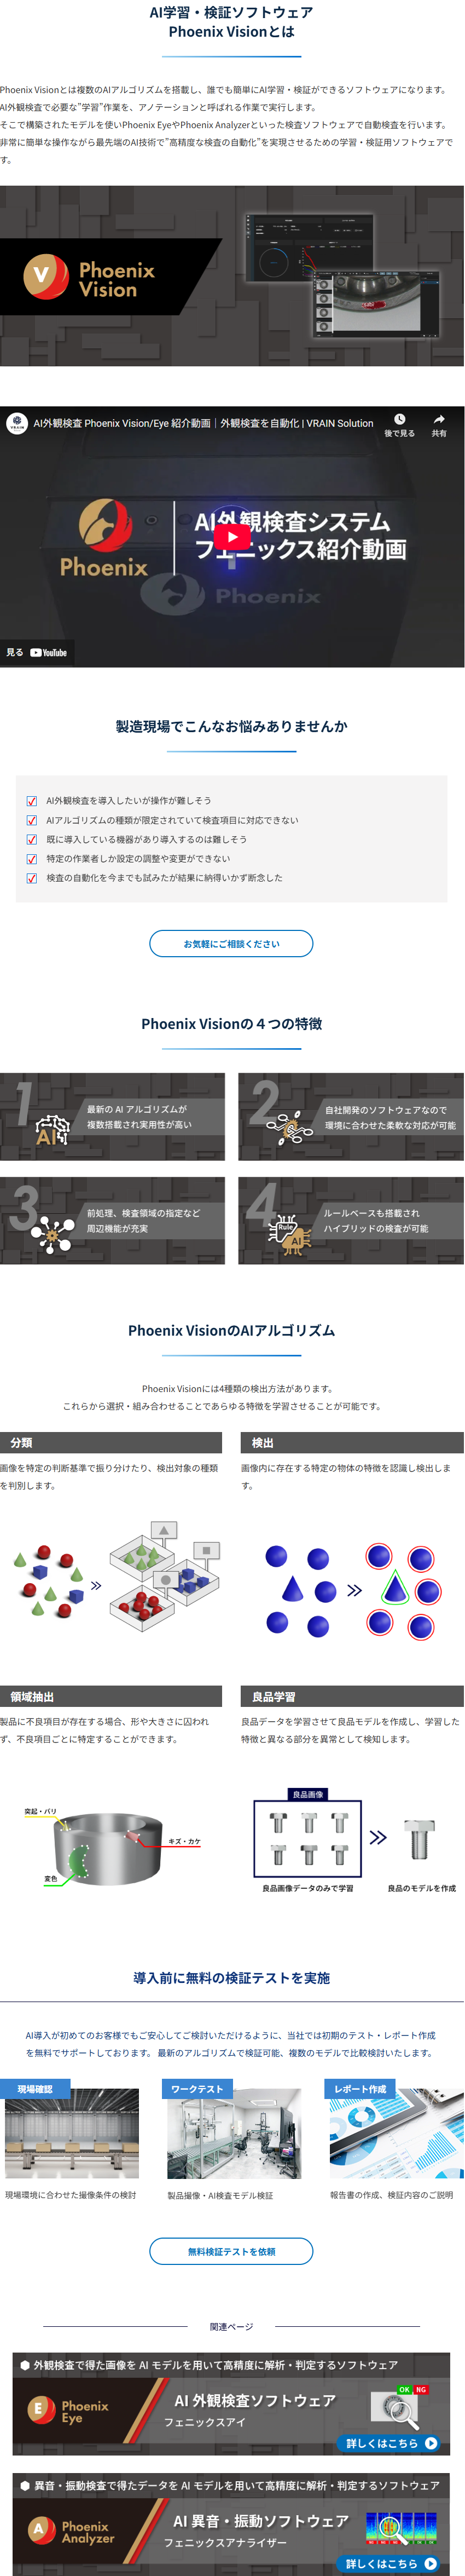 AI学習・検証ソフトウェア
Phoenix Visionとは
Phoenix Visionとは複数のAIアルゴリズムを搭載し、誰でも簡単にAI学習・検証ができるソフトウェアになります。
AI外観検査で必要な”学習”作業を、アノテーションと呼ばれる作業で実行します。
そこで構築されたモデルを使いPhoenix EyeやPhoenix Analyzerといった検査ソフトウェアで自動検査を行います。
非常に簡単な操作ながら最先端のAI技術で”高精度な検査の自動化”を実現させるための学習・検証用ソフトウェアで
す。
V
Phoenix
Vision
VRAIN
AI外観検査 Phoenix Vision/Eye 紹介動画｜外観検査を自動化 | VRAIN Solution
後で見る
共有
Phoenix
AI外観検査システム
フェニックス紹介動画
Phoenix
見る YouTube
製造現場でこんなお悩みありませんか
AI外観検査を導入したいが操作が難しそう
AIアルゴリズムの種類が限定されていて検査項目に対応できない
既に導入している機器があり導入するのは難しそう
特定の作業者しか設定の調整や変更ができない
検査の自動化を今までも試みたが結果に納得いかず断念した
お気軽にご相談ください
Phoenix Visionの４つの特徴
1
AI
最新の AI アルゴリズムが
複数搭載され実用性が高い
2
自社開発のソフトウェアなので
環境に合わせた柔軟な対応が可能
3
前処理、検査領域の指定など
周辺機能が充実
4
Rule
AI
ルールベースも搭載され
ハイブリッドの検査が可能
Phoenix VisionのAIアルゴリズム
Phoenix Visionには4種類の検出方法があります。
これらから選択・組み合わせることであらゆる特徴を学習させることが可能です。
分類
画像を特定の判断基準で振り分けたり、検出対象の種類
を判別します。
検出
画像内に存在する特定の物体の特徴を認識し検出しま
す。
領域抽出
製品に不良項目が存在する場合、形や大きさに囚われ
ず、不良項目ごとに特定することができます。
突起・バリ
キズ・カケ
変色
良品学習
良品データを学習させて良品モデルを作成し、学習した
特徴と異なる部分を異常として検知します。
良品画像
良品画像データのみで学習
良品のモデルを作成
導入前に無料の検証テストを実施
AI導入が初めてのお客様でもご安心してご検討いただけるように、当社では初期のテスト・レポート作成
を無料でサポートしております。 最新のアルゴリズムで検証可能、複数のモデルで比較検討いたします。
現場確認
現場環境に合わせた撮像条件の検討
ワークテスト
製品撮像・AI検査モデル検証
レポート作成
報告書の作成、検証内容のご説明
無料検証テストを依頼
関連ページ
外観検査で得た画像を AI モデルを用いて高精度に解析・判定するソフトウェア
E
Phoenix
Eye
AI 外観検査ソフトウェア
フェニックスアイ
OK NG
詳しくはこちら
異音・振動検査で得たデータを AI モデルを用いて高精度に解析・判定するソフトウェア
A
Phoenix
Analyzer
AI 異音・振動ソフトウェア
フェニックスアナライザー
詳しくはこちら